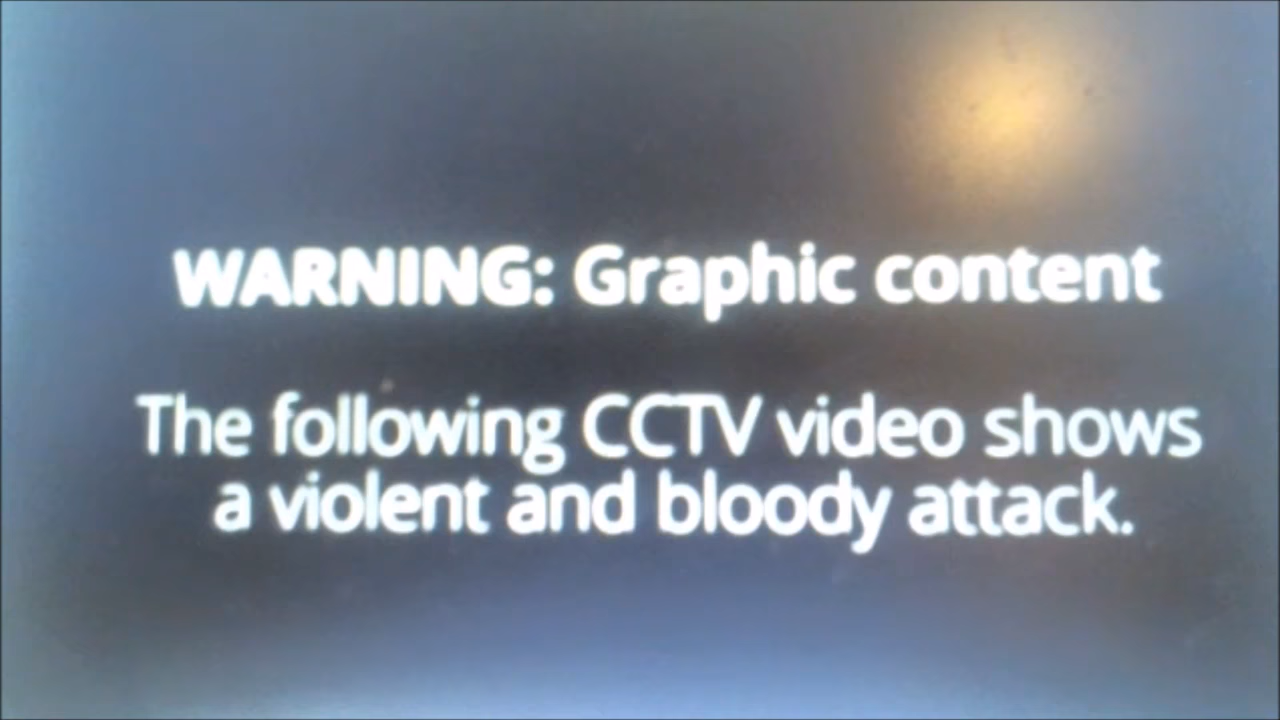 WARNING: Graphic content
The following CCTV video shows
a violent and bloody attack.